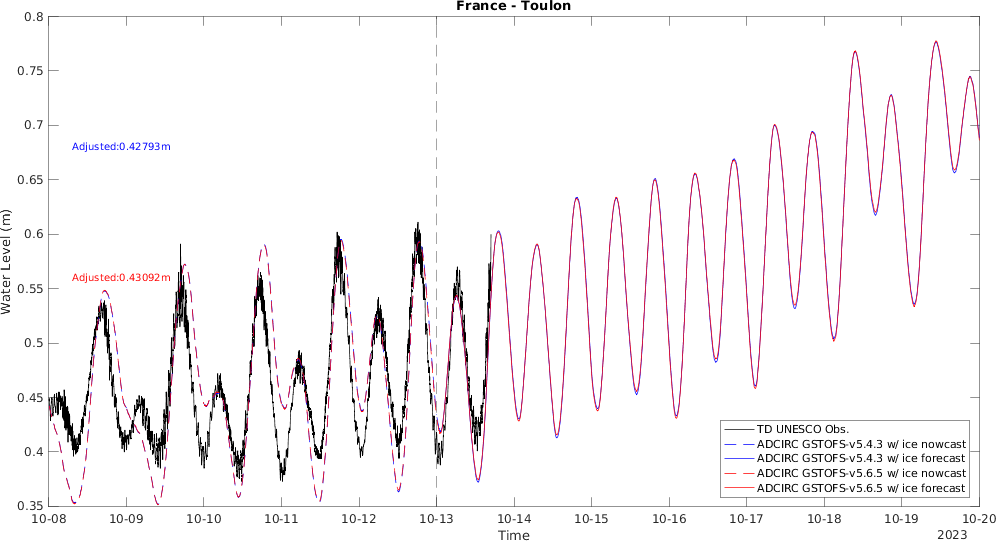 France - Toulon
0.8
0.75
0.7
0.65
0.6
0.55
0.5
0.45
0.4
0.35
Water Level (m)
Adjusted:0.42793m
Adjusted:0.43092m
TD UNESCO Obs.
ADCIRC GSTOFS-v5.4.3 w/ ice nowcast
ADCIRC GSTOFS-v5.4.3 w/ ice forecast
ADCIRC GSTOFS-v5.6.5 w/ ice nowcast
ADCIRC GSTOFS-v5.6.5 w/ ice forecast
10-08 10-09 10-10 10-11 10-12 10-13 10-14 10-15 10-16 10-17 10-18 10-19 10-20
Time
2023